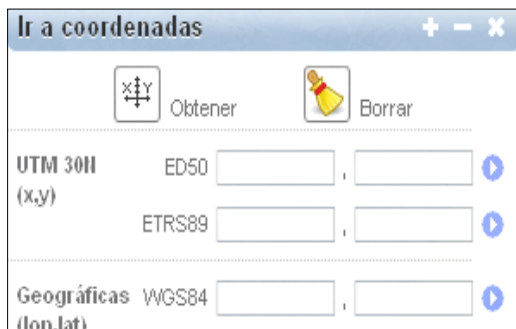 Ir a coordenadas
X Y Obtener Borrar
UTM 30N ED50 ,
(x,y)
ETRS89 ,
Geográficas WGS84 ,
(lon,lat)